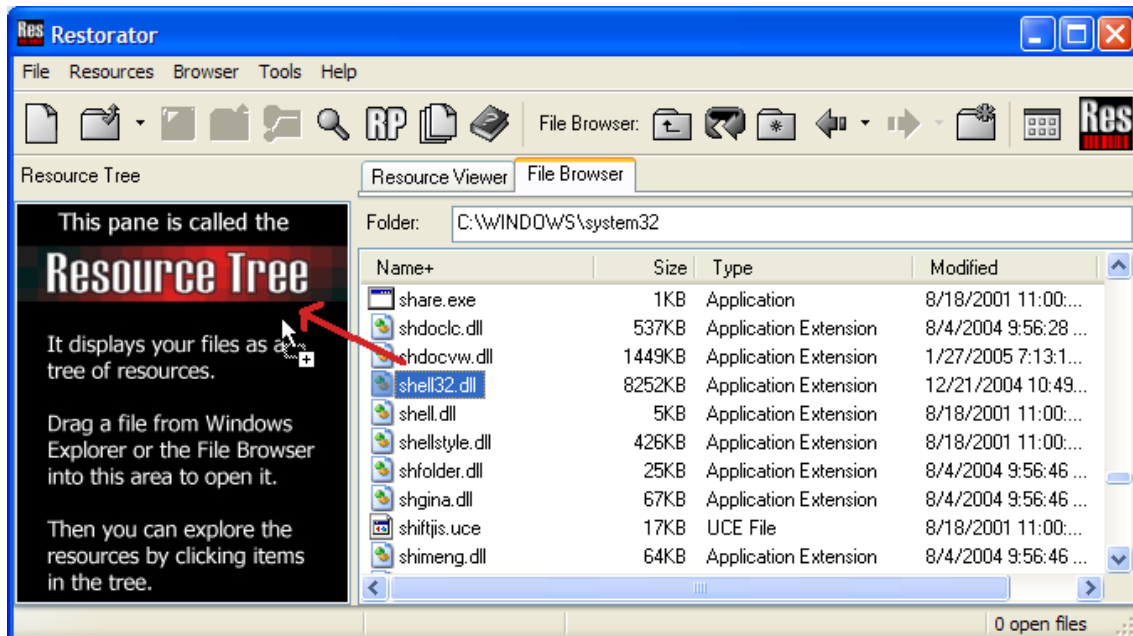 Res Restorator
File Resources Browser Tools Help
RP File Browser: Res
Resource Tree
Resource Viewer File Browser
This pane is called the
Resource Tree
It displays your files as a
tree of resources.
Drag a file from Windows
Explorer or the File Browser
into this area to open it.
Then you can explore the
resources by clicking items
in the tree.
Folder: C:\WINDOWS\system32
Name+ Size Type Modified
share.exe 1KB Application 8/18/2001 11:00:...
shdoclc.dll 537KB Application Extension 8/4/2004 9:56:28 ...
shdocvw.dll 1449KB Application Extension 1/27/2005 7:13:1...
shell32.dll 8252KB Application Extension 12/21/2004 10:49...
shell.dll 5KB Application Extension 8/18/2001 11:00:...
shellstyle.dll 426KB Application Extension 8/18/2001 11:00:...
shfolder.dll 25KB Application Extension 8/4/2004 9:56:46 ...
shgina.dll 67KB Application Extension 8/4/2004 9:56:46 ...
shiftjis.uce 17KB UCE File 8/18/2001 11:00:...
shimeng.dll 64KB Application Extension 8/4/2004 9:56:46 ...
0 open files